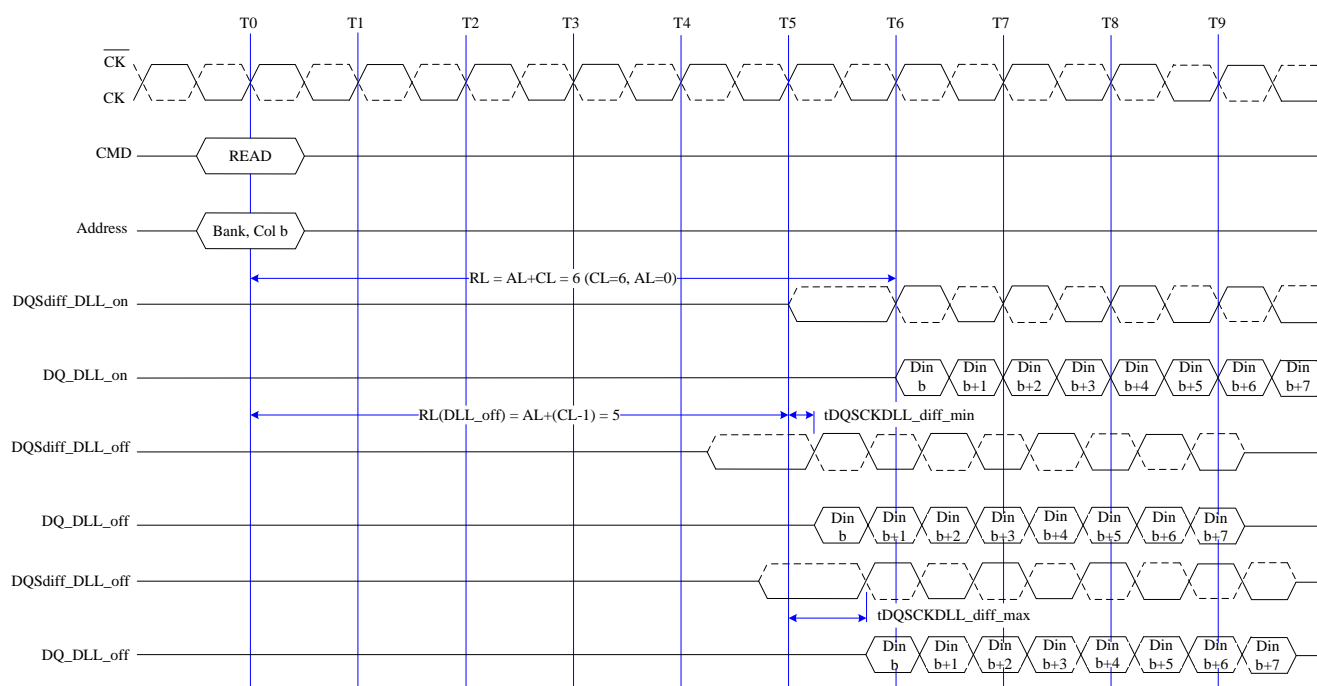 T0 T1 T2 T3 T4 T5 T6 T7 T8 T9
CK
CK
CMD READ
Address Bank, Col b
RL = AL+CL = 6 (CL=6, AL=0)
DQSdiff_DLL_on
DQ_DLL_on Din b Din b+1 Din b+2 Din b+3 Din b+4 Din b+5 Din b+6 Din b+7
RL(DLL_off) = AL+(CL-1) = 5 tDQSCKDLL_diff_min
DQSdiff_DLL_off
DQ_DLL_off Din b Din b+1 Din b+2 Din b+3 Din b+4 Din b+5 Din b+6 Din b+7
DQSdiff_DLL_off
tDQSCKDLL_diff_max
DQ_DLL_off Din b Din b+1 Din b+2 Din b+3 Din b+4 Din b+5 Din b+6 Din b+7